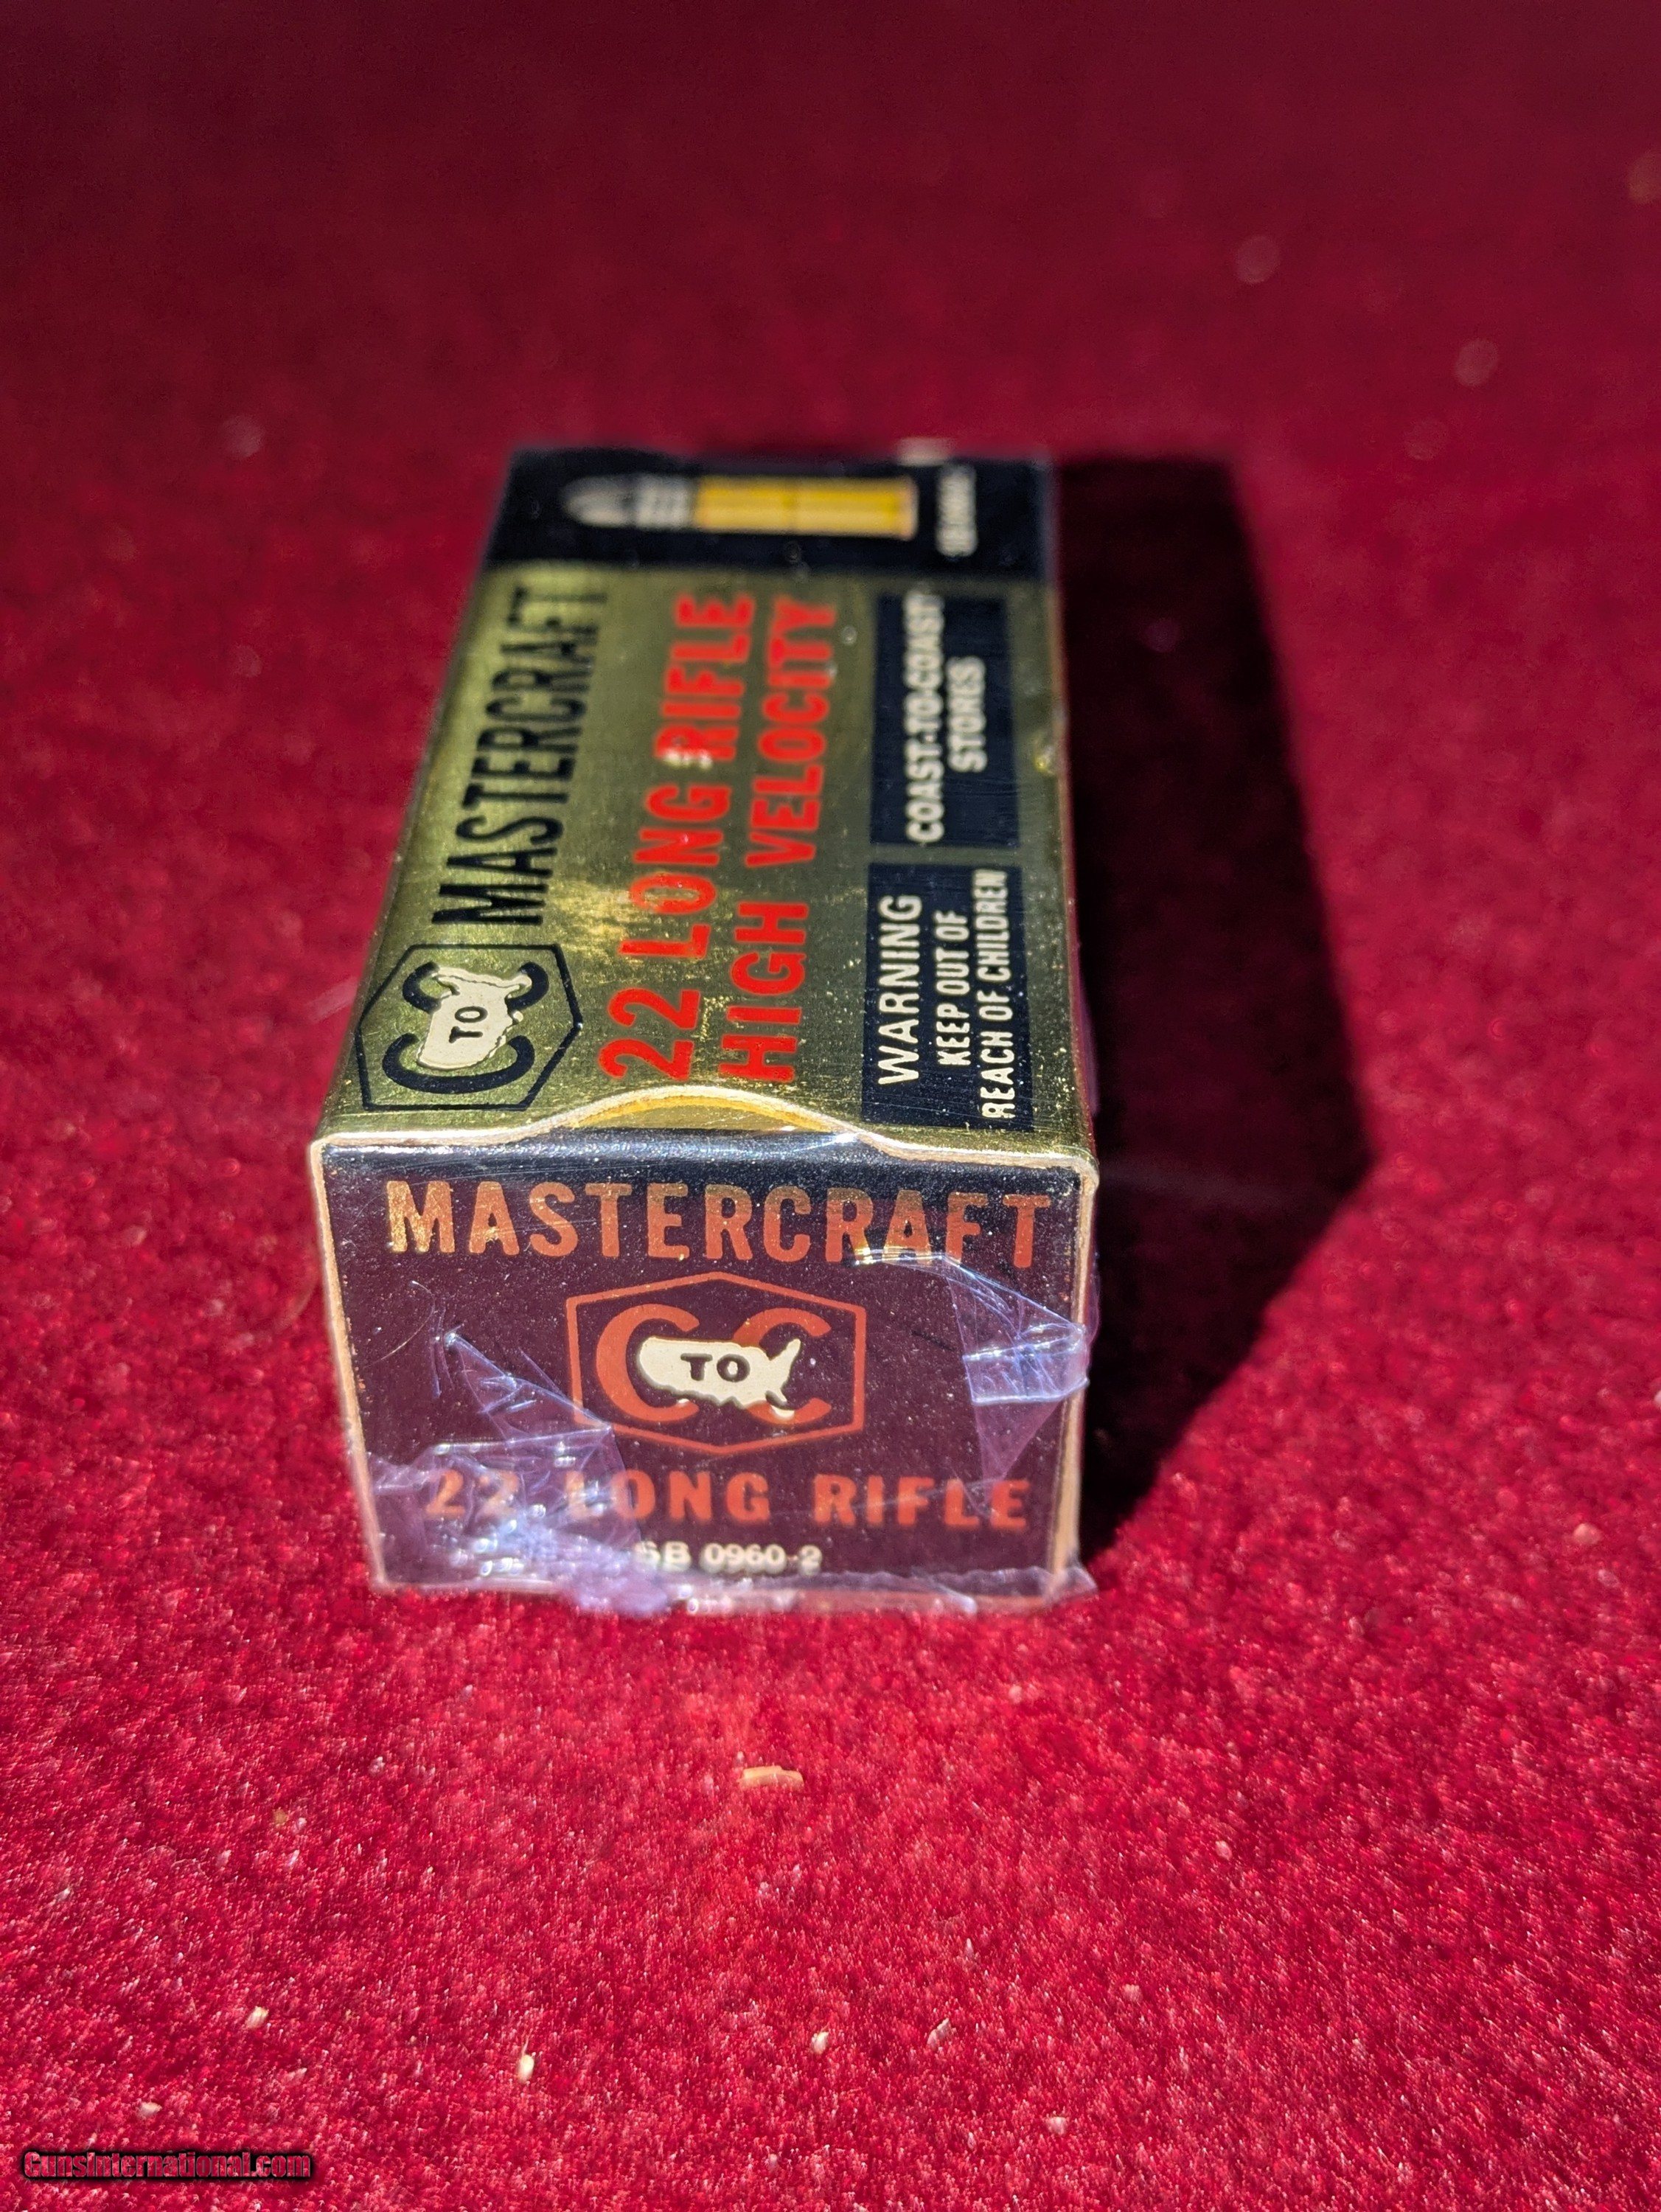 C TO C MASTERCRAFT
22 LONG RIFLE
HIGH VELOCITY
WARNING
KEEP OUT OF
REACH OF CHILDREN
COAST-TO-COAST
STORES
MASTERCRAFT
C TO C
22 LONG RIFLE
SB 0960-2
GunsInternational.com